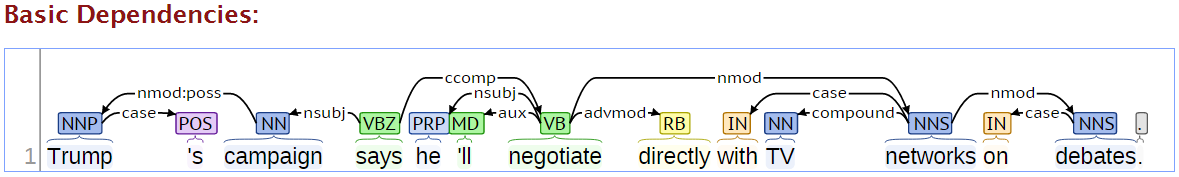 Basic Dependencies:
ccomp nmod
nmod:poss nsubj case nmod
case nsubj aux advmod compound case
NNP POS NN VBZ PRP MD VB RB IN NN NNS IN NNS .
1 Trump 's campaign says he 'll negotiate directly with TV networks on debates.